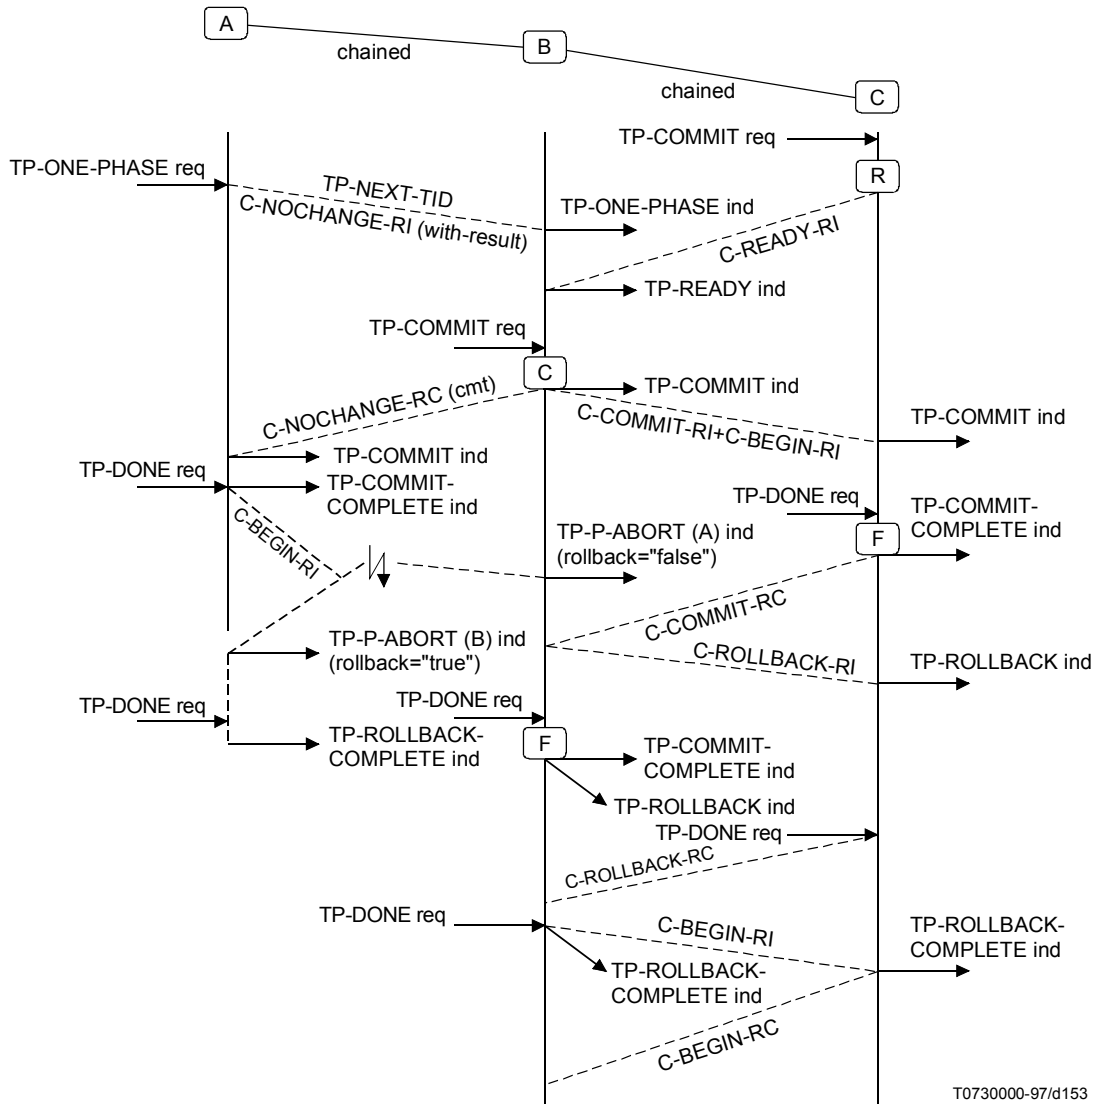 A
chained
B
chained
C
TP-COMMIT req
TP-ONE-PHASE req
R
TP-NEXT-TID
C-NOCHANGE-RI (with-result)
TP-ONE-PHASE ind
C-READY-RI
TP-READY ind
TP-COMMIT req
C
TP-COMMIT ind
C-NOCHANGE-RC (cmt)
C-COMMIT-RI+C-BEGIN-RI
TP-COMMIT ind
TP-COMMIT ind
TP-DONE req
TP-COMMIT-
COMPLETE ind
TP-DONE req
TP-COMMIT-
COMPLETE ind
C-BEGIN-RI
TP-P-ABORT (A) ind
(rollback="false")
F
C-COMMIT-RC
TP-P-ABORT (B) ind
(rollback="true")
C-ROLLBACK-RI
TP-ROLLBACK ind
TP-DONE req
TP-DONE req
TP-ROLLBACK-
COMPLETE ind
F
TP-COMMIT-
COMPLETE ind
TP-ROLLBACK ind
TP-DONE req
C-ROLLBACK-RC
TP-DONE req
C-BEGIN-RI
TP-ROLLBACK-
COMPLETE ind
TP-ROLLBACK-
COMPLETE ind
C-BEGIN-RC
T0730000-97/d153